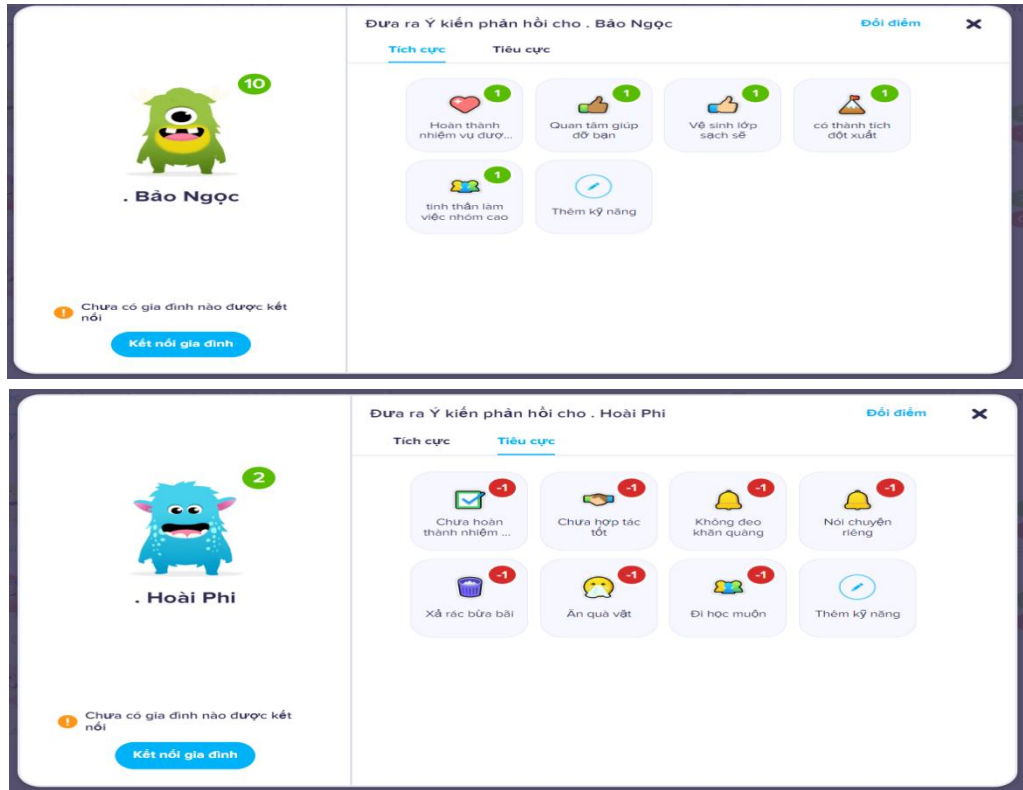 Đưa ra Ý kiến phản hồi cho . Bảo Ngọc
Đổi điểm
Tích cực
Tiêu cực
10
. Bảo Ngọc
Chưa có gia đình nào được kết
nối
Kết nối gia đình
1
Hoàn thành
nhiệm vụ đượ...
1
Quan tâm giúp
đỡ bạn
1
Vệ sinh lớp
sạch sẽ
1
có thành tích
đột xuất
1
tinh thần làm
việc nhóm cao
Thêm kỹ năng
Đưa ra Ý kiến phản hồi cho . Hoài Phi
Đổi điểm
Tích cực
Tiêu cực
2
. Hoài Phi
Chưa có gia đình nào được kết
nối
Kết nối gia đình
-1
Chưa hoàn
thành nhiệm ...
-1
Chưa hợp tác
tốt
-1
Không đeo
khăn quàng
-1
Nói chuyện
riêng
-1
Xả rác bừa bãi
-1
Ăn quà vặt
-1
Đi học muộn
Thêm kỹ năng